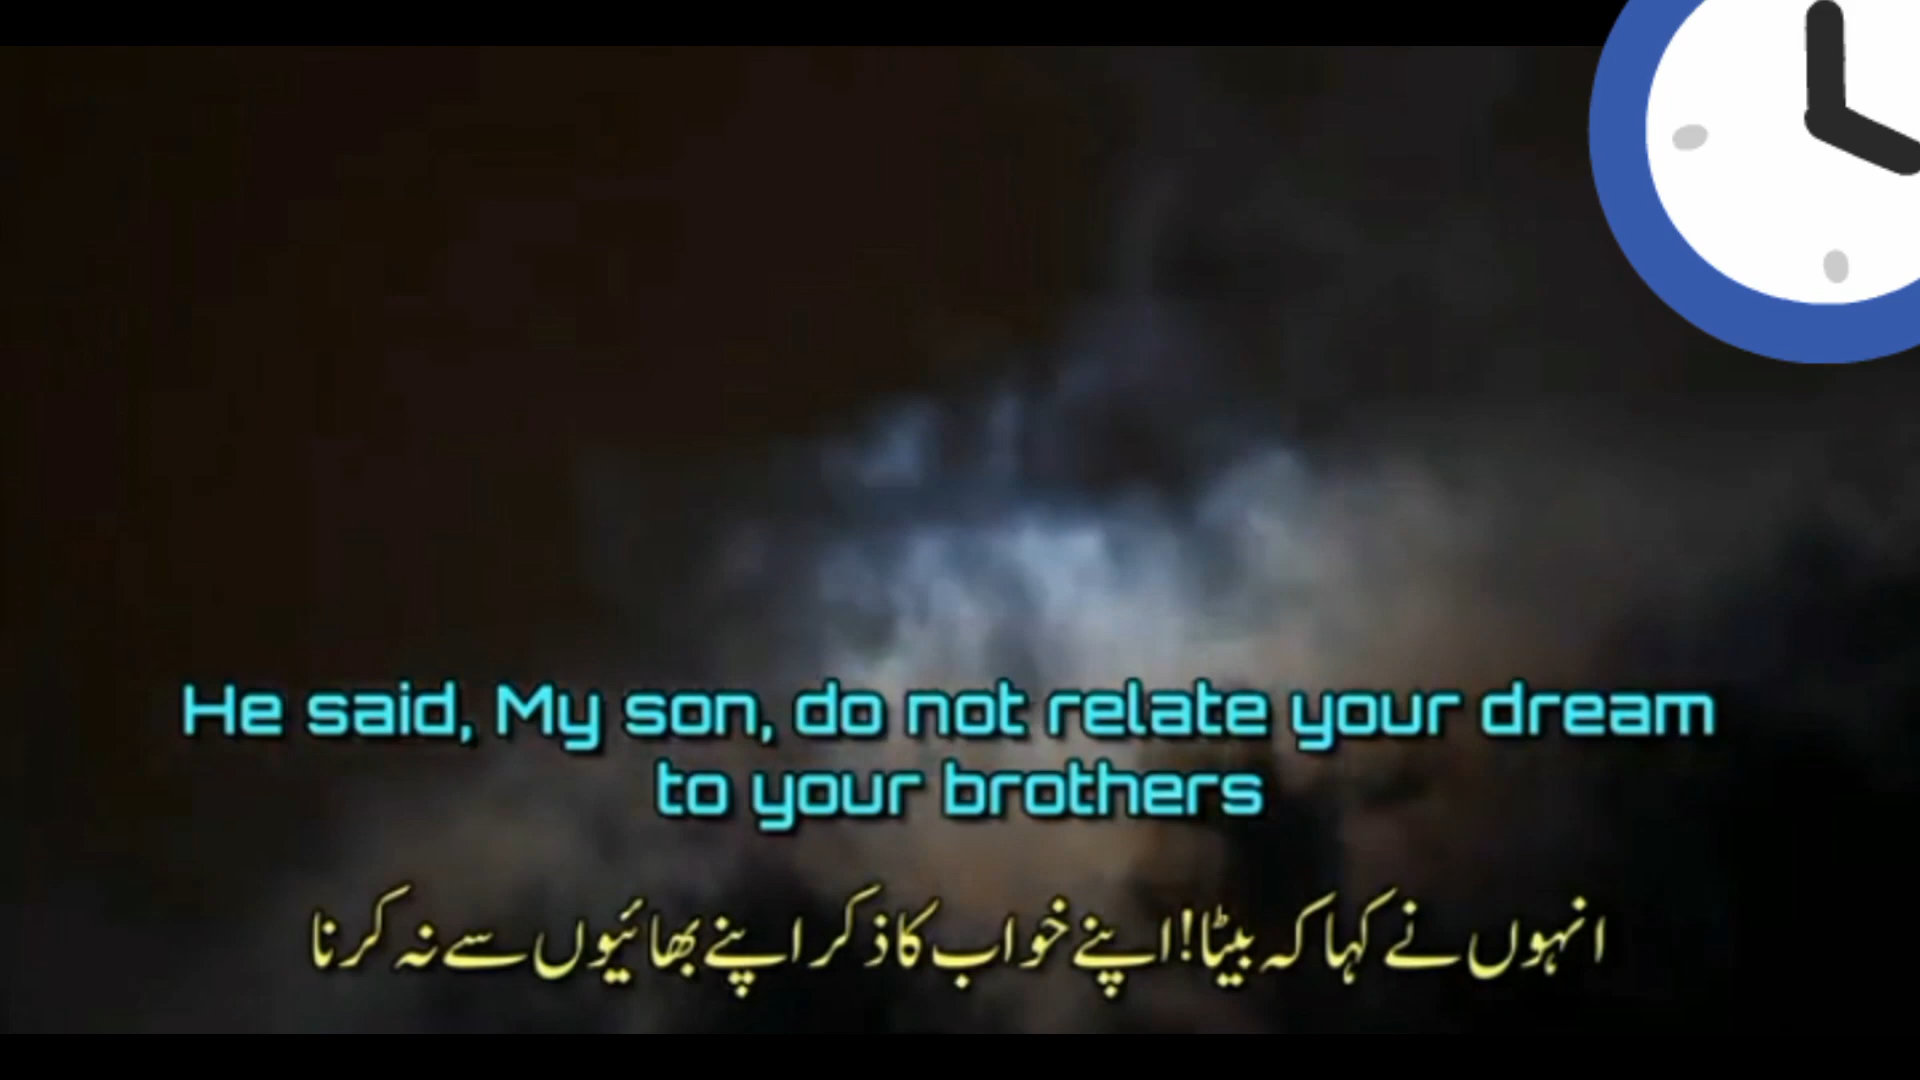 He said, My son, do not relate your dream
to your brothers
انہوں نے کہا کہ بیٹا! اپنے خواب کا ذکر اپنے بھائیوں سے نہ کرنا